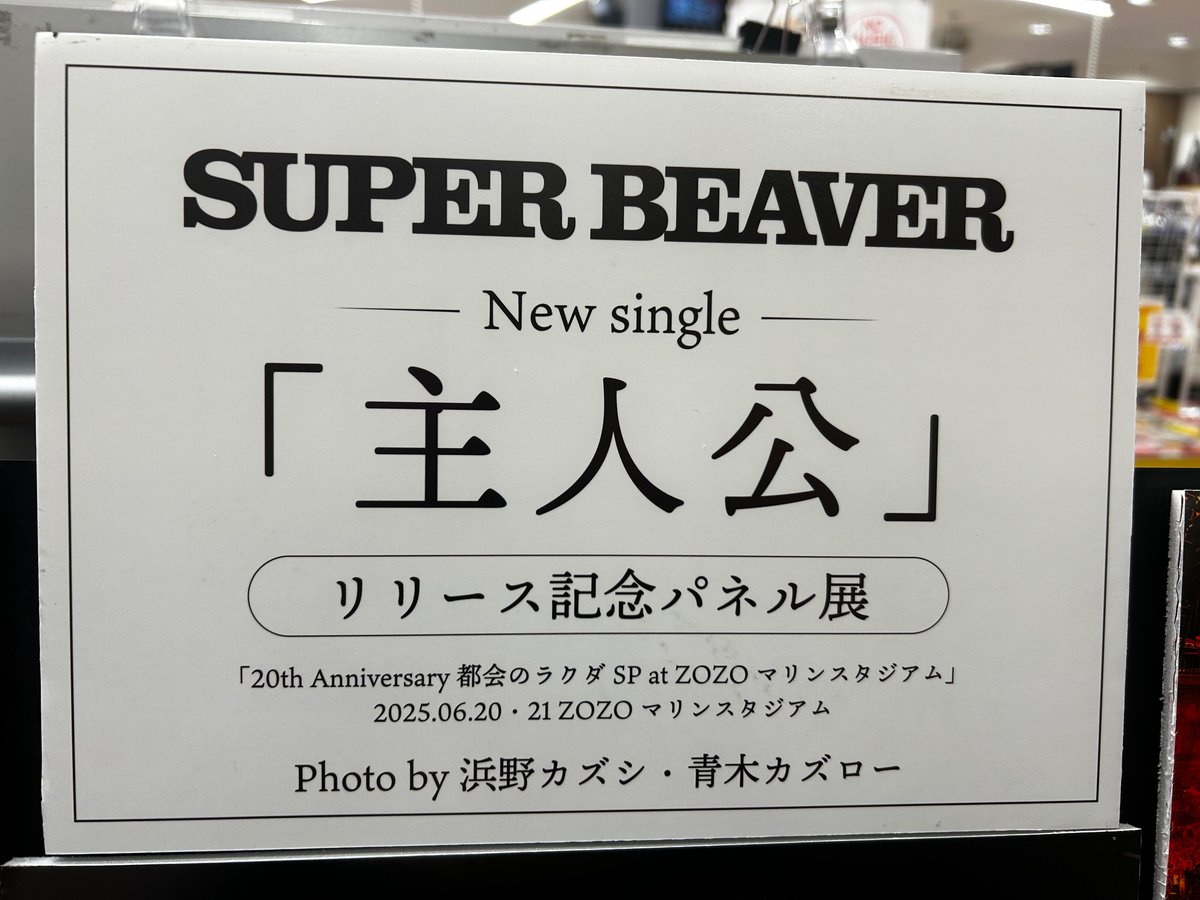 SUPER BEAVER
New single
「主人公」
リリース記念パネル展
「20th Anniversary 都会のラクダ SP at ZOZO マリンスタジアム」
2025.06.20・21 ZOZO マリンスタジアム
Photo by 浜野カズシ・青木カズロー